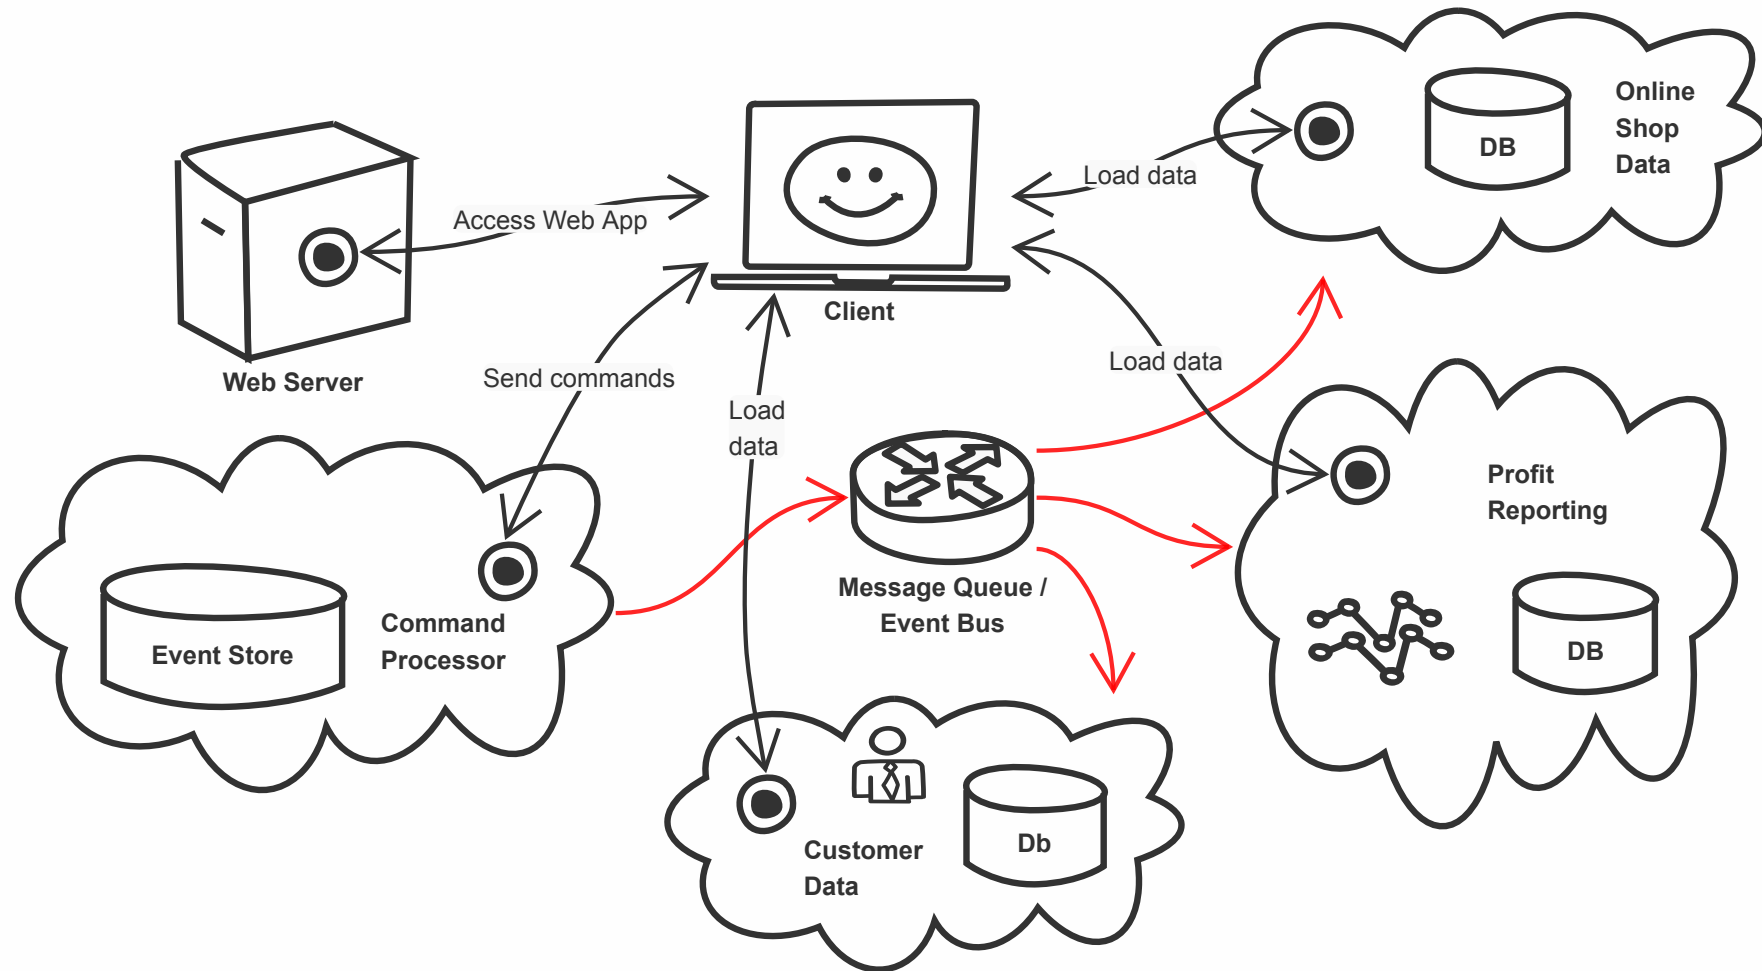 Online
Shop
Data
DB
Load data
Access Web App
Client
Web Server
Send commands
Load
data
Load data
Profit
Reporting
DB
Message Queue /
Event Bus
Command
Processor
Event Store
Customer
Data
Db